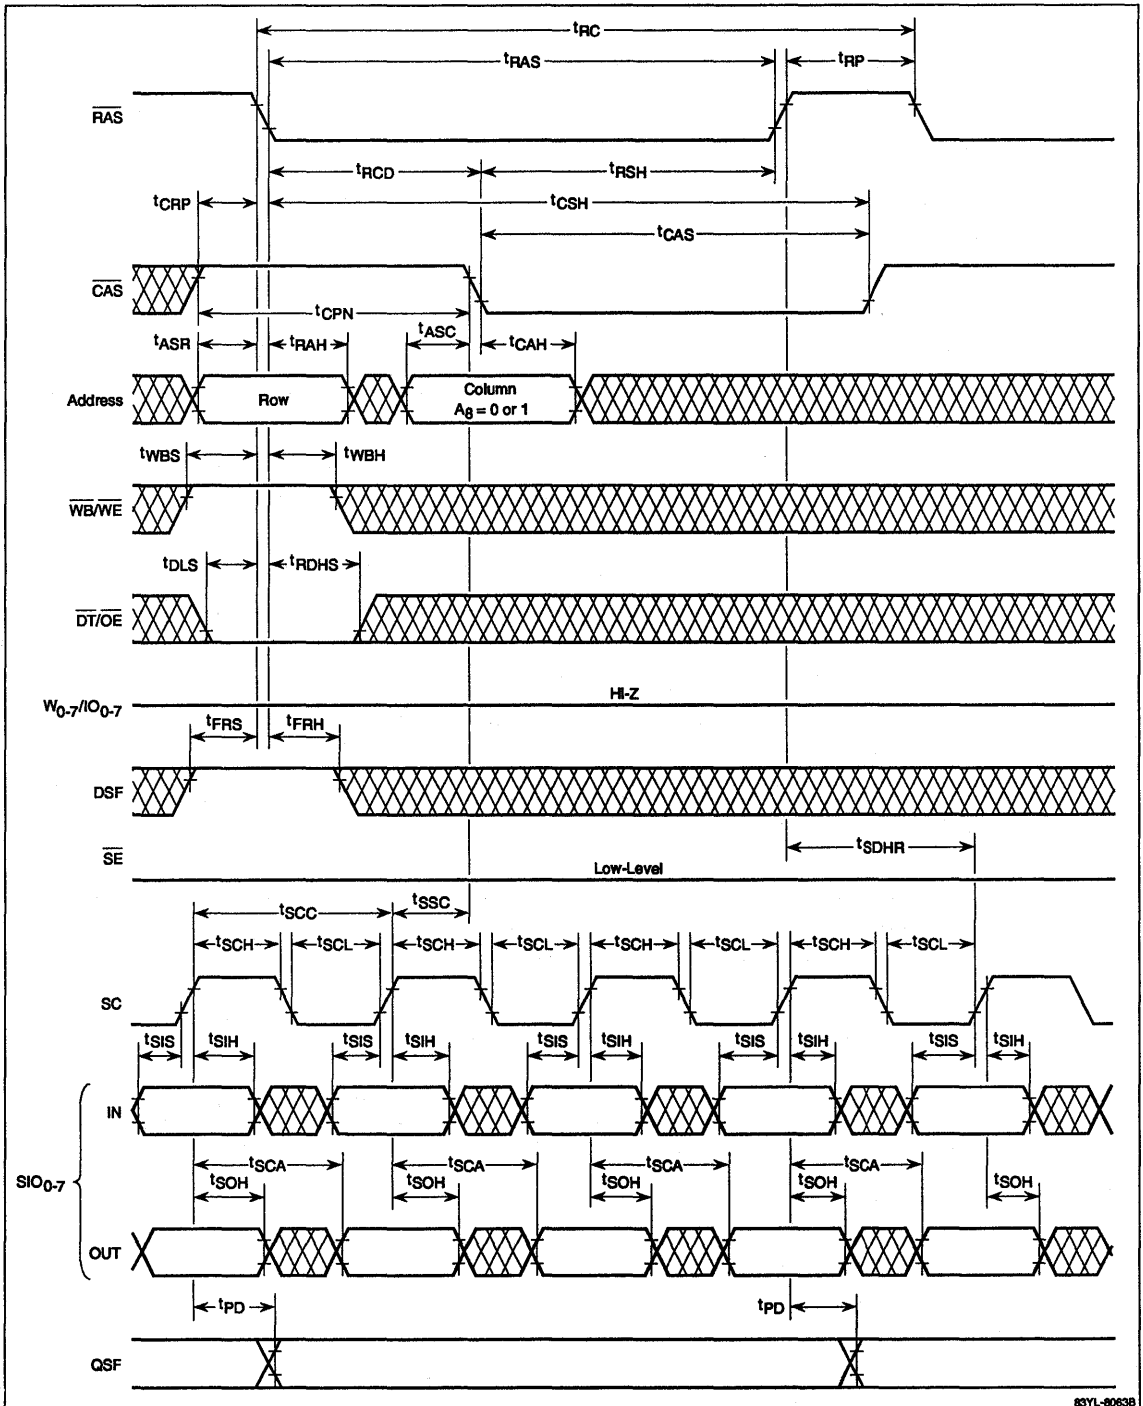 tRC
tRAS tRP
RAS
tRCD tRSH
tCRP tCSH
tCAS
CAS
tCPN
tASR tRAH tASC tCAH
Address Row Column
A8 = 0 or 1
tWBS tWBH
WB/WE
tDLS tRDHS
DT/OE
HI-Z
W0-7/IO0-7
tFRS tFRH
DSF
tSDHR
SE Low-Level
tSCC tSSC
tSCH tSCL tSCH tSCL tSCH tSCL tSCH tSCL
SC
tSIS tSIH tSIS tSIH tSIS tSIH tSIS tSIH tSIS tSIH
IN
tSCA tSCA tSCA tSCA
SIO0-7
tSOH tSOH tSOH tSOH tSOH
OUT
tPD tPD
QSF
83YL-8063B